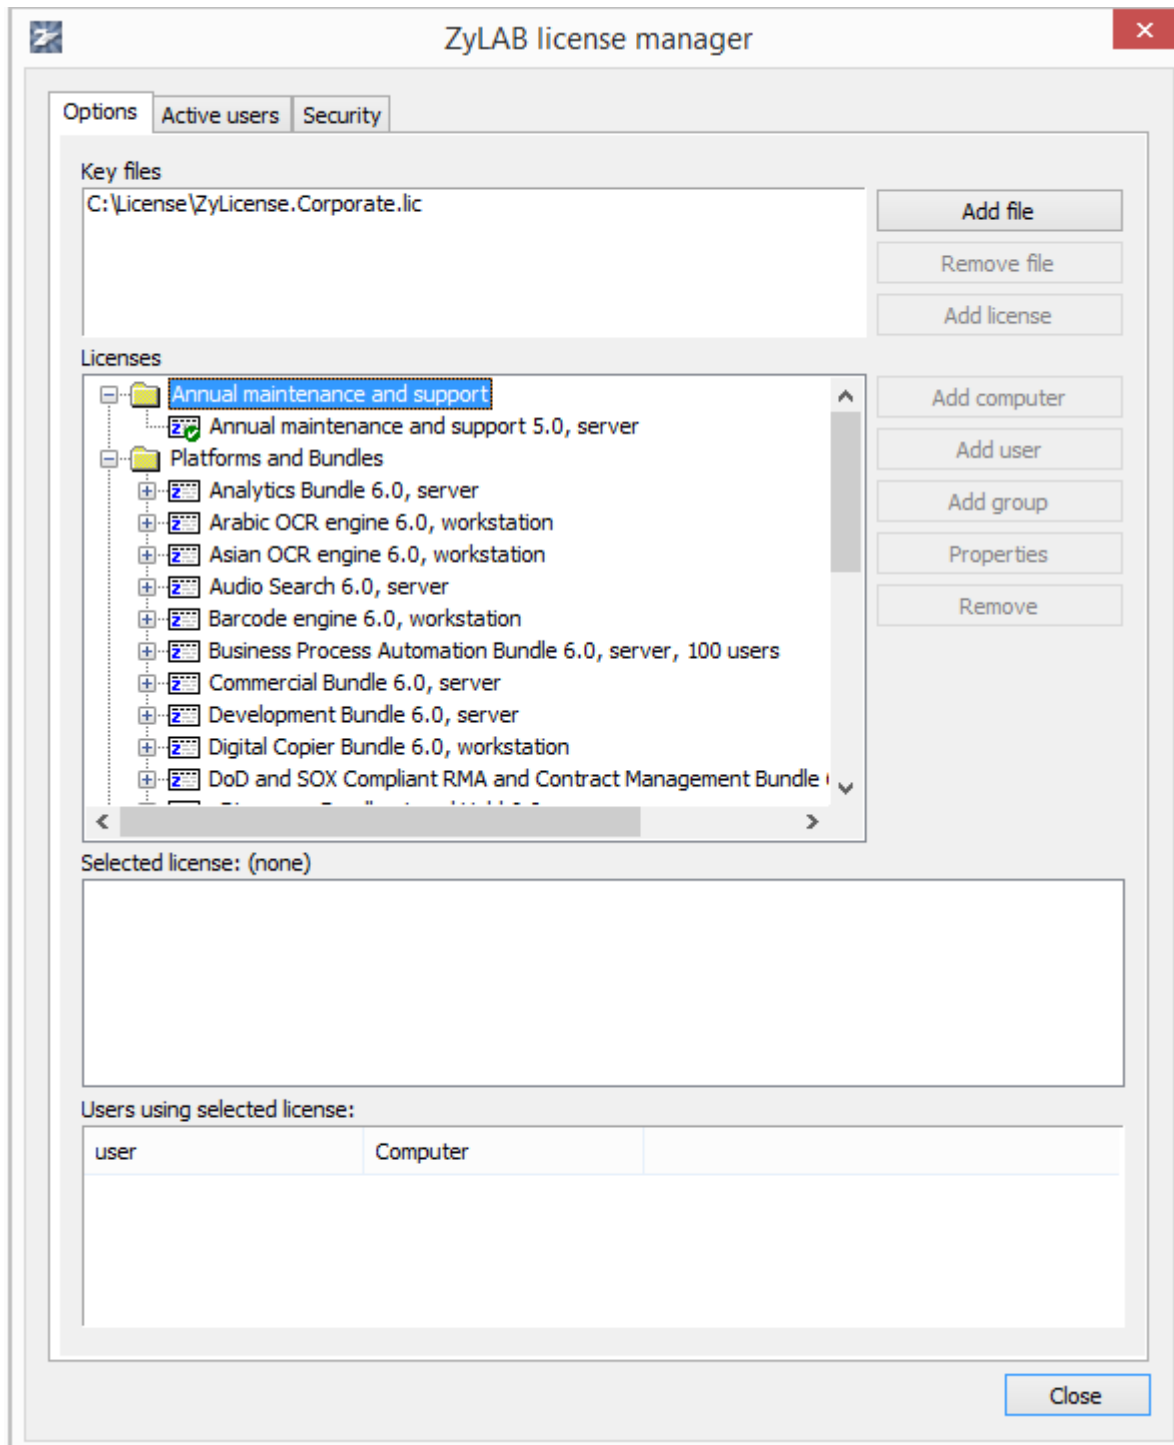 ZyLAB license manager
Options
Active users
Security
Key files
C:\License\ZyLicense.Corporate.lic
Add file
Remove file
Add license
Licenses
Annual maintenance and support
Add computer
Annual maintenance and support 5.0, server
Platforms and Bundles
Add user
Analytics Bundle 6.0, server
Add group
Arabic OCR engine 6.0, workstation
Asian OCR engine 6.0, workstation
Properties
Audio Search 6.0, server
Remove
Barcode engine 6.0, workstation
Business Process Automation Bundle 6.0, server, 100 users
Commercial Bundle 6.0, server
Development Bundle 6.0, server
Digital Copier Bundle 6.0, workstation
DoD and SOX Compliant RMA and Contract Management Bundle
Selected license: (none)
Users using selected license:
user
Computer
Close